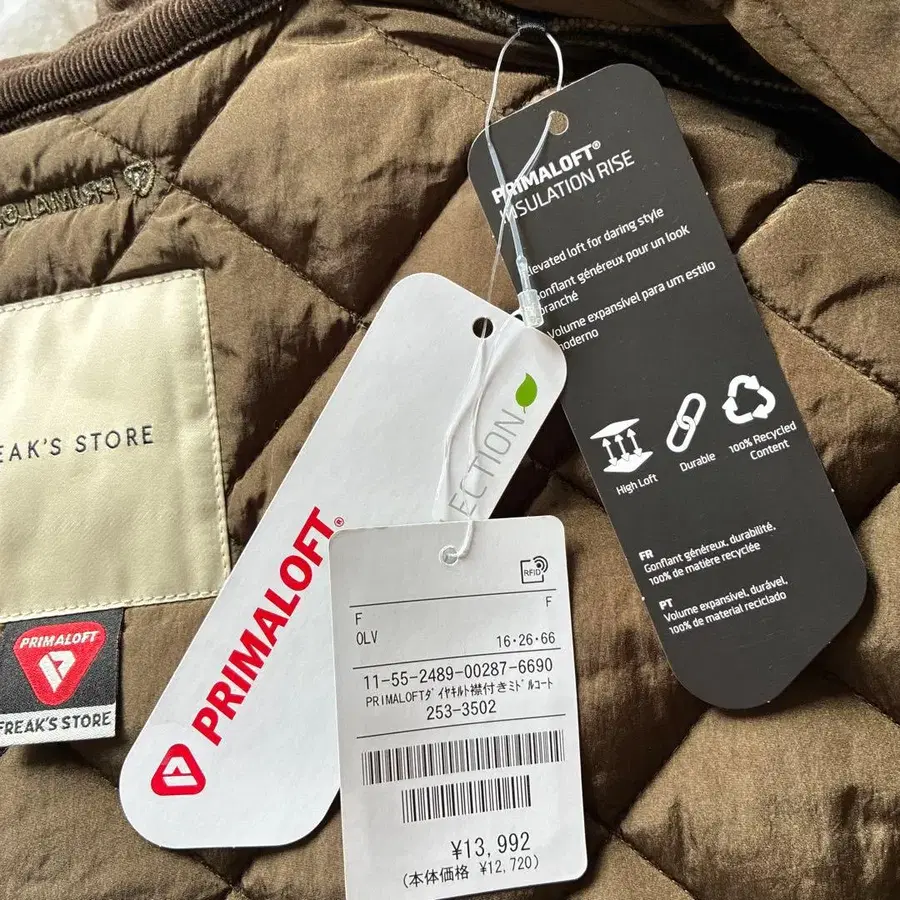 PRIMALOFT®
INSULATION RISE
Elevated loft for daring style
Gonflant généreux pour un look
branché
Volume expansível para um estilo
moderno
High Loft
Durable
100% Recycled
Content
FR
Gonflant généreux, durabilité,
100% de matière recyclée
PT
Volume expansível, durável,
100% de material reciclado
ECTION
PRIMALOFT®
EAK'S STORE
PRIMALOFT
FREAK'S STORE
RFID
F F
OLV 16・26・66
11-55-2489-00287-6690
PRIMALOFTﾀﾞｲﾔｷﾙﾄ襟付きﾐﾄﾞﾙｺｰﾄ
253-3502
¥13,992
(本体価格 ¥12,720)